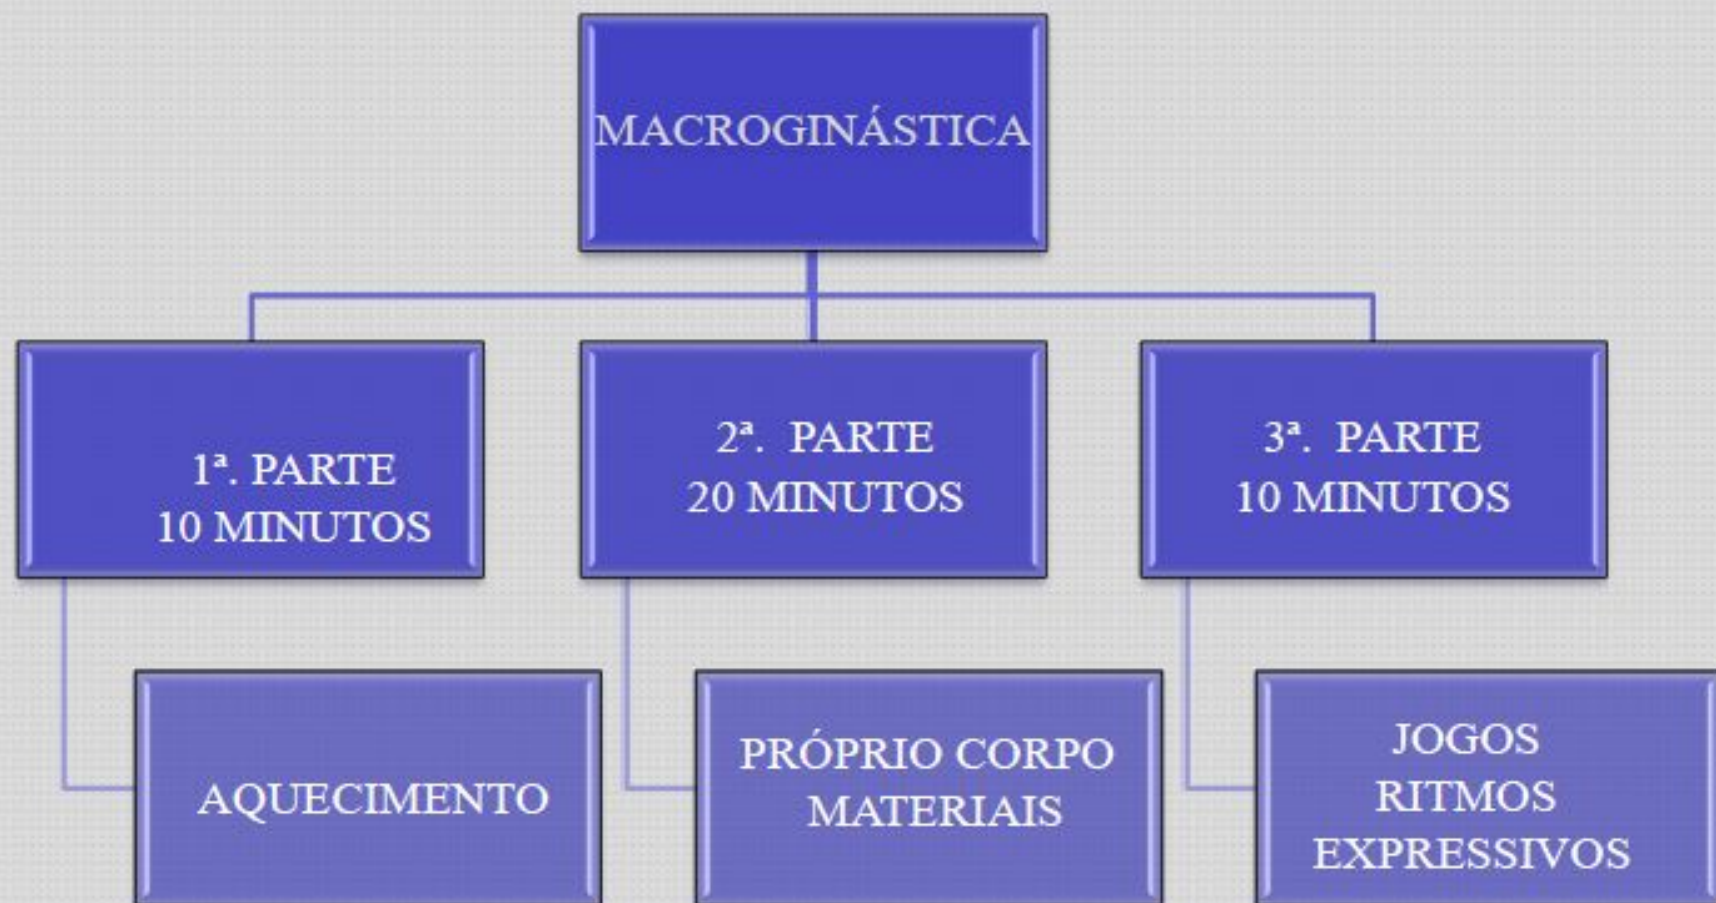 MACROGINÁSTICA
1ª. PARTE
10 MINUTOS
2ª. PARTE
20 MINUTOS
3ª. PARTE
10 MINUTOS
AQUECIMENTO
PRÓPRIO CORPO
MATERIAIS
JOGOS
RITMOS
EXPRESSIVOS